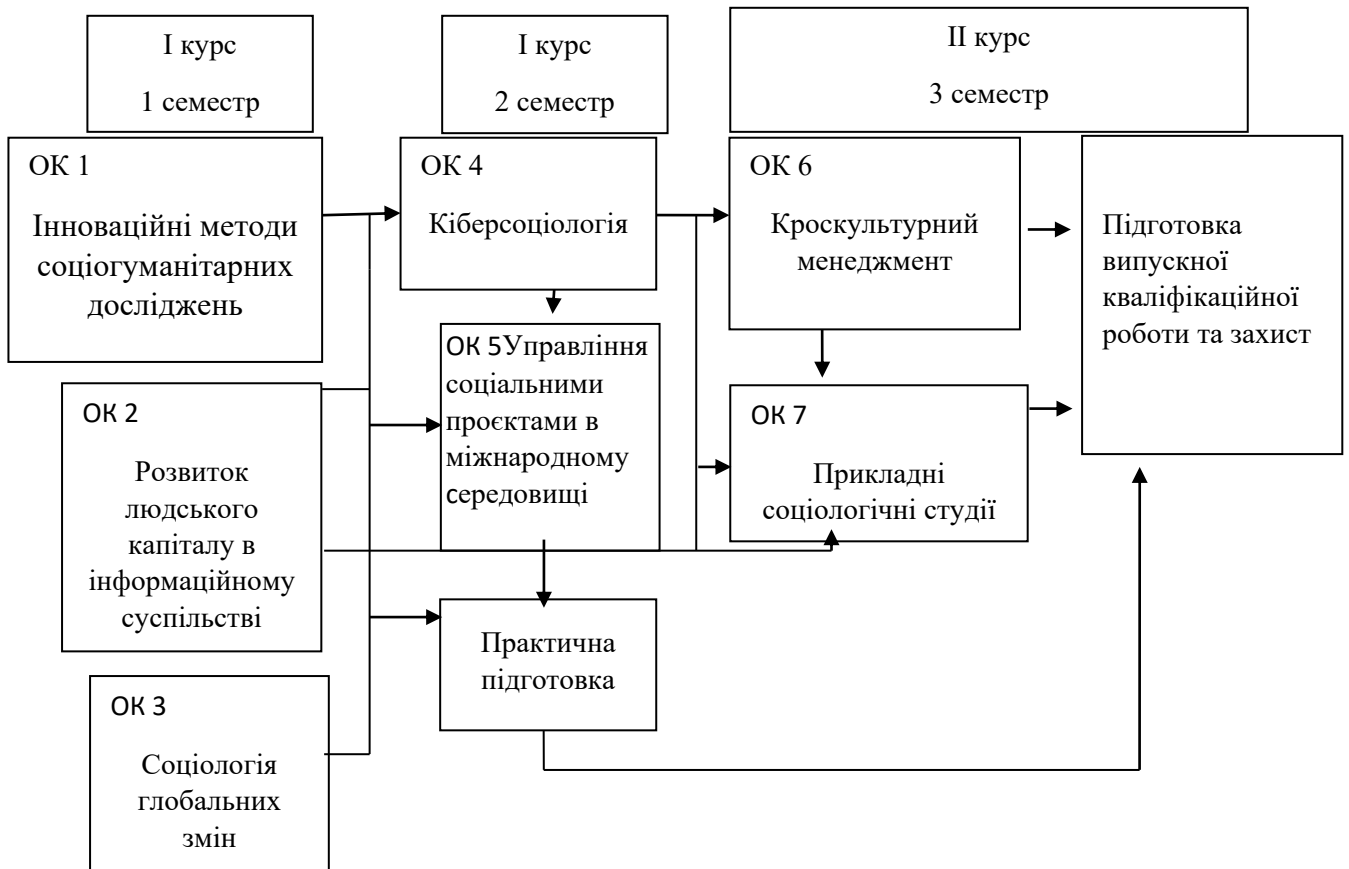 І курс
1 семестр
І курс
2 семестр
ІІ курс
3 семестр
ОК 1
Інноваційні методи
соціогуманітарних
досліджень
ОК 2
Розвиток
людського
капіталу в
інформаційному
суспільстві
ОК 3
Соціологія
глобальних
змін
ОК 4
Кіберсоціологія
ОК 5Управління
соціальними
проєктами в
міжнародному
середовищі
Практична
підготовка
ОК 6
Кроскультурний
менеджмент
ОК 7
Прикладні
соціологічні студії
Підготовка
випускної
кваліфікаційної
роботи та захист